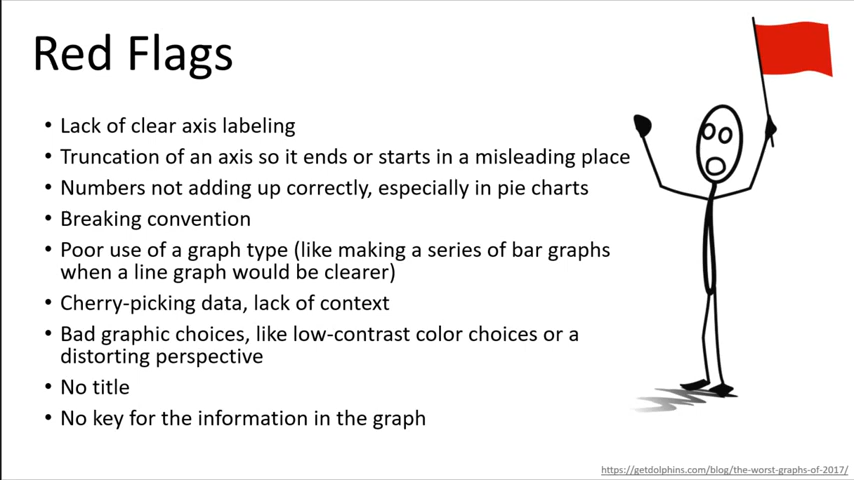 Red Flags
• Lack of clear axis labeling
• Truncation of an axis so it ends or starts in a misleading place
• Numbers not adding up correctly, especially in pie charts
• Breaking convention
• Poor use of a graph type (like making a series of bar graphs
when a line graph would be clearer)
• Cherry-picking data, lack of context
• Bad graphic choices, like low-contrast color choices or a
distorting perspective
• No title
• No key for the information in the graph
https://getdolphins.com/blog/the-worst-graphs-of-2017/